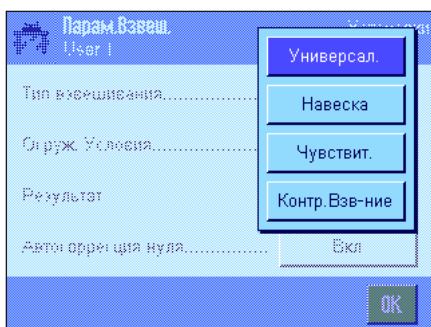 Парам.Взвеш.
User 1
Тип взвешивания
Окруж. Условия
Результат
Автокоррекция нуля
Вкл
Универсал.
Навеска
Чувствит.
Контр.Взв-ние
OK